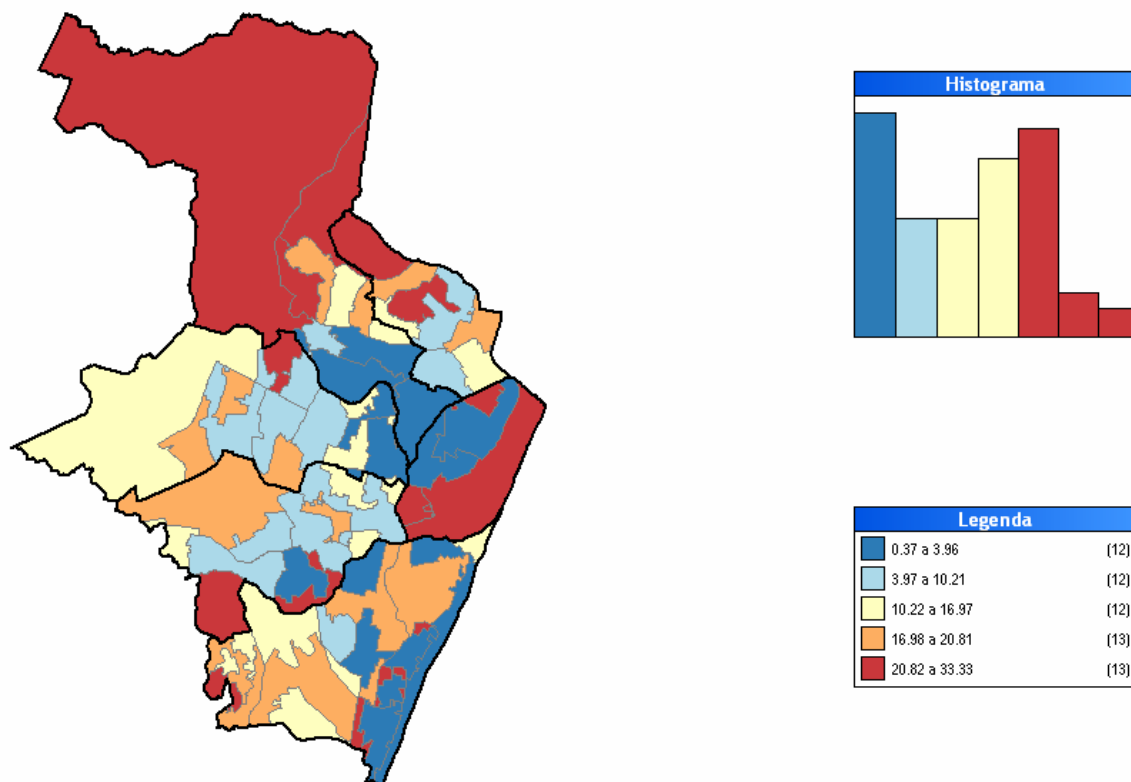 Histograma
Legenda
0.37 a 3.96 (12)
3.97 a 10.21 (12)
10.22 a 16.97 (12)
16.98 a 20.81 (13)
20.82 a 33.33 (13)